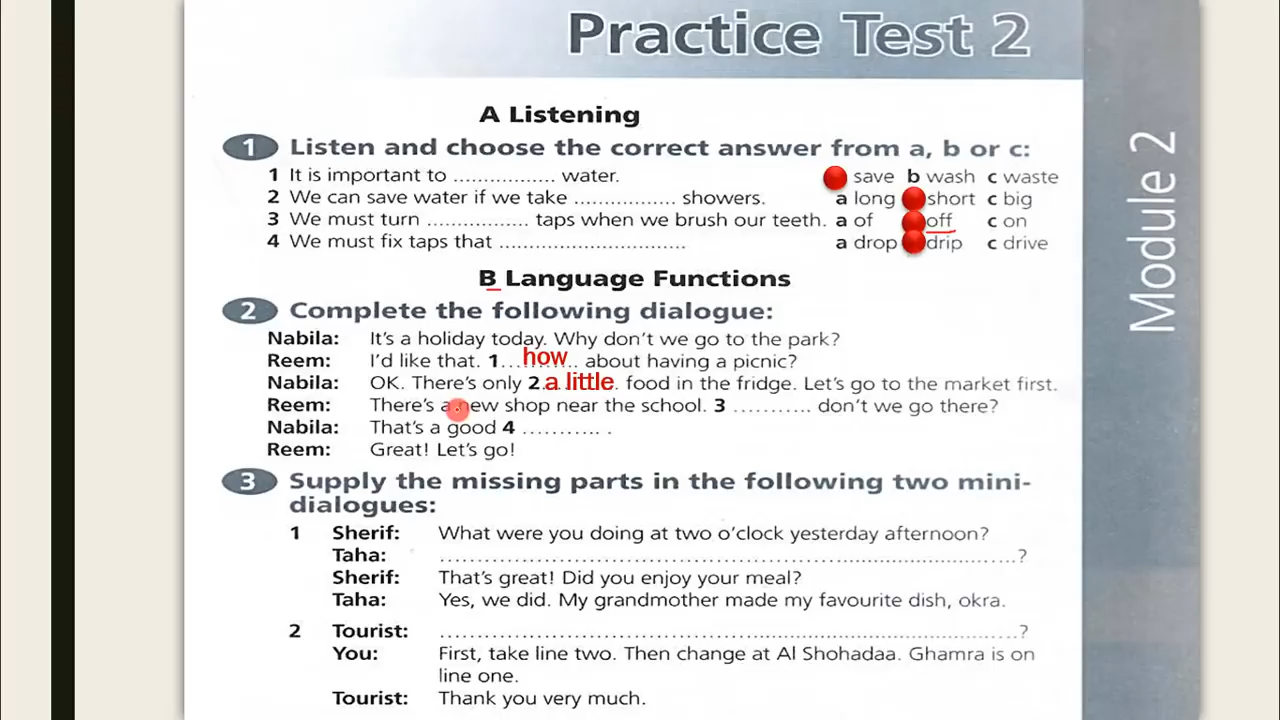 Practice Test 2
Module 2
A Listening
1 Listen and choose the correct answer from a, b or c:
1 It is important to ................ water. save b wash c waste
2 We can save water if we take ................ showers. a long short c big
3 We must turn ................ taps when we brush our teeth. a of off c on
4 We must fix taps that ............................. a drop drip c drive
B Language Functions
2 Complete the following dialogue:
Nabila: It's a holiday today. Why don't we go to the park?
Reem: I'd like that. 1 how about having a picnic?
Nabila: OK. There's only 2 a little food in the fridge. Let's go to the market first.
Reem: There's a new shop near the school. 3 ........... don't we go there?
Nabila: That's a good 4 ........... .
Reem: Great! Let's go!
3 Supply the missing parts in the following two mini-
dialogues:
1 Sherif: What were you doing at two o'clock yesterday afternoon?
Taha: ................................................................................?
Sherif: That's great! Did you enjoy your meal?
Taha: Yes, we did. My grandmother made my favourite dish, okra.
2 Tourist: ................................................................................?
You: First, take line two. Then change at Al Shohadaa. Ghamra is on
line one.
Tourist: Thank you very much.